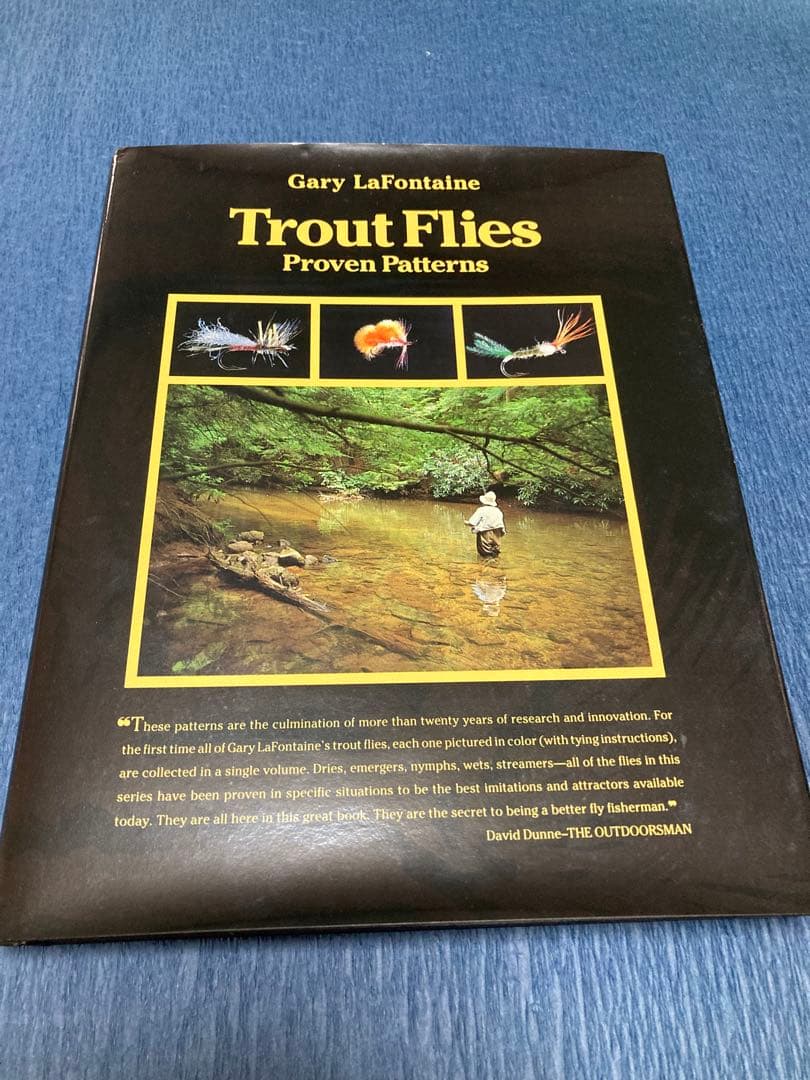 Gary LaFontaine
Trout Flies
Proven Patterns
❝These patterns are the culmination of more than twenty years of research and innovation. For
the first time all of Gary LaFontaine's trout flies, each one pictured in color (with tying instructions),
are collected in a single volume. Dries, emergers, nymphs, wets, streamers—all of the flies in this
series have been proven in specific situations to be the best imitations and attractors available
today. They are all here in this great book. They are the secret to being a better fly fisherman.❞
David Dunne–THE OUTDOORSMAN